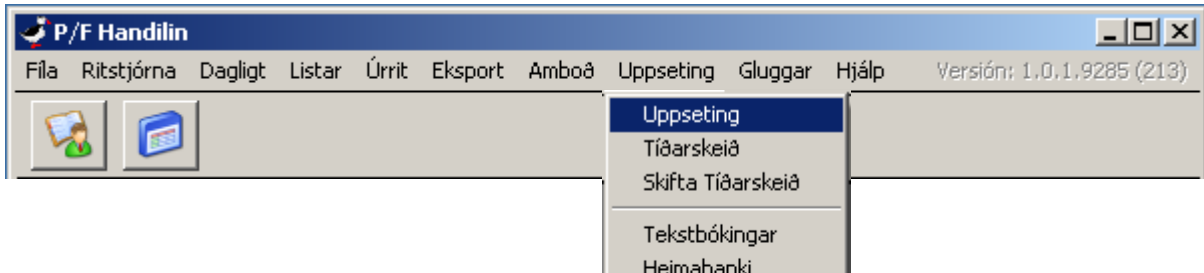 P/F Handilin
Fíla Ritstjórna Dagligt Listar Úrrit Eksport Amboð Uppseting Gluggar Hjálp Versión: 1.0.1.9285 (213)
Uppseting
Tíðarskeið
Skifta Tíðarskeið
Tekstbókingar
Heimabanki